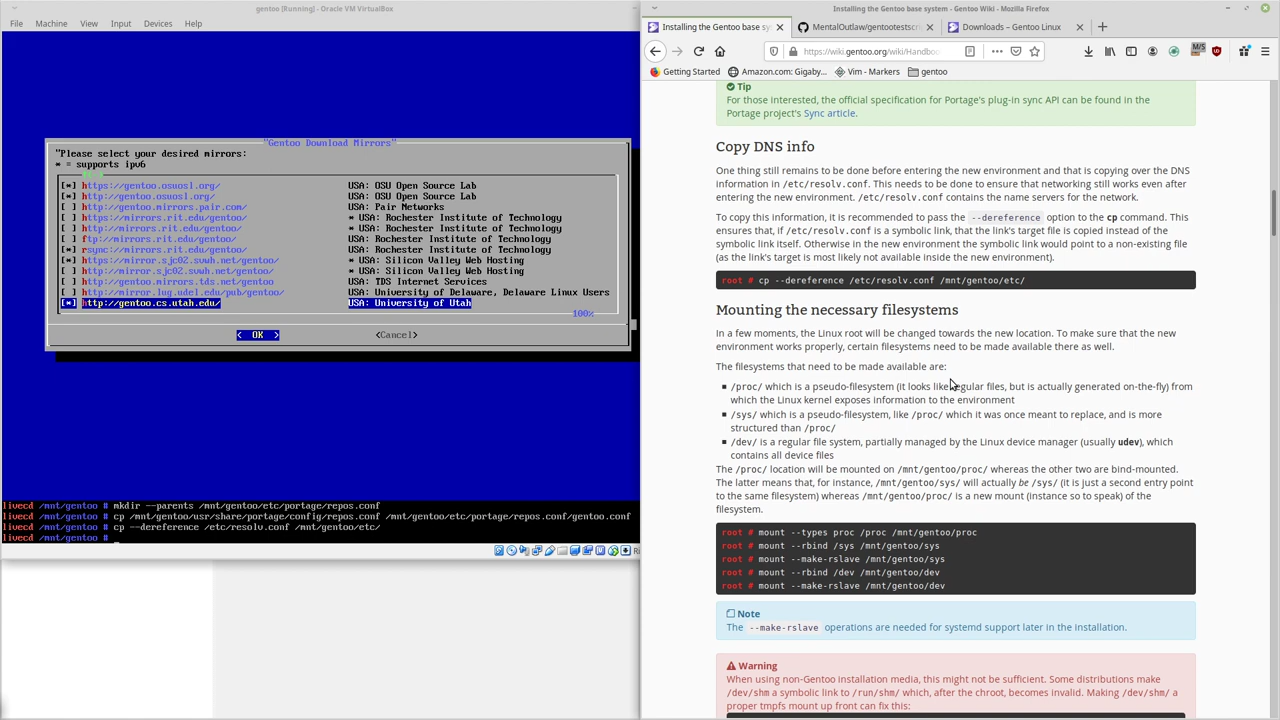 gentoo [Running] - Oracle VM VirtualBox
File Machine View Input Devices Help
"Gentoo Download Mirrors"
"Please select your desired mirrors:
* = supports ipv6
[*] https://gentoo.osuosl.org/ USA: OSU Open Source Lab
[*] http://gentoo.osuosl.org/ USA: OSU Open Source Lab
[ ] http://gentoo.mirrors.pair.com/ USA: Pair Networks
[*] https://mirrors.rit.edu/gentoo/ * USA: Rochester Institute of Technology
[ ] http://mirrors.rit.edu/gentoo/ * USA: Rochester Institute of Technology
[ ] ftp://mirrors.rit.edu/gentoo/ * USA: Rochester Institute of Technology
[*] rsync://mirrors.rit.edu/gentoo/ * USA: Rochester Institute of Technology
[*] https://mirror.sjc02.svwh.net/gentoo/ * USA: Silicon Valley Web Hosting
[ ] http://mirror.sjc02.svwh.net/gentoo/ * USA: Silicon Valley Web Hosting
[ ] http://mirrors.tds.net/gentoo USA: TDS Internet Services
[ ] http://mirror.lug.udel.edu/pub/gentoo/ USA: University of Delaware, Delaware Linux Users
[*] http://gentoo.cs.utah.edu/ USA: University of Utah
100%
< OK > <Cancel>
livecd /mnt/gentoo # mkdir --parents /mnt/gentoo/etc/portage/repos.conf
livecd /mnt/gentoo # cp /mnt/gentoo/usr/share/portage/config/repos.conf /mnt/gentoo/etc/portage/repos.conf/gentoo.conf
livecd /mnt/gentoo # cp --dereference /etc/resolv.conf /mnt/gentoo/etc/
livecd /mnt/gentoo # _
Installing the Gentoo base system - Gentoo Wiki - Mozilla Firefox
Installing the Gentoo base sy MentalOutlaw/gentootestscr Downloads – Gentoo Linux
https://wiki.gentoo.org/wiki/Handboo
M/S
Getting Started Amazon.com: Gigaby... Vim - Markers gentoo
Tip
For those interested, the official specification for Portage's plug-in sync API can be found in the
Portage project's Sync article.
Copy DNS info
One thing still remains to be done before entering the new environment and that is copying over the DNS
information in /etc/resolv.conf. This needs to be done to ensure that networking still works even after
entering the new environment. /etc/resolv.conf contains the name servers for the network.
To copy this information, it is recommended to pass the --dereference option to the cp command. This
ensures that, if /etc/resolv.conf is a symbolic link, that the link's target file is copied instead of the
symbolic link itself. Otherwise in the new environment the symbolic link would point to a non-existing file
(as the link's target is most likely not available inside the new environment).
root # cp --dereference /etc/resolv.conf /mnt/gentoo/etc/
Mounting the necessary filesystems
In a few moments, the Linux root will be changed towards the new location. To make sure that the new
environment works properly, certain filesystems need to be made available there as well.
The filesystems that need to be made available are:
/proc/ which is a pseudo-filesystem (it looks like regular files, but is actually generated on-the-fly) from
which the Linux kernel exposes information to the environment
/sys/ which is a pseudo-filesystem, like /proc/ which it was once meant to replace, and is more
structured than /proc/
/dev/ is a regular file system, partially managed by the Linux device manager (usually udev), which
contains all device files
The /proc/ location will be mounted on /mnt/gentoo/proc/ whereas the other two are bind-mounted.
The latter means that, for instance, /mnt/gentoo/sys/ will actually be /sys/ (it is just a second entry point
to the same filesystem) whereas /mnt/gentoo/proc/ is a new mount (instance so to speak) of the
filesystem.
root # mount --types proc /proc /mnt/gentoo/proc
root # mount --rbind /sys /mnt/gentoo/sys
root # mount --make-rslave /mnt/gentoo/sys
root # mount --rbind /dev /mnt/gentoo/dev
root # mount --make-rslave /mnt/gentoo/dev
Note
The --make-rslave operations are needed for systemd support later in the installation.
Warning
When using non-Gentoo installation media, this might not be sufficient. Some distributions make
/dev/shm a symbolic link to /run/shm/ which, after the chroot, becomes invalid. Making /dev/shm/ a
proper tmpfs mount up front can fix this: